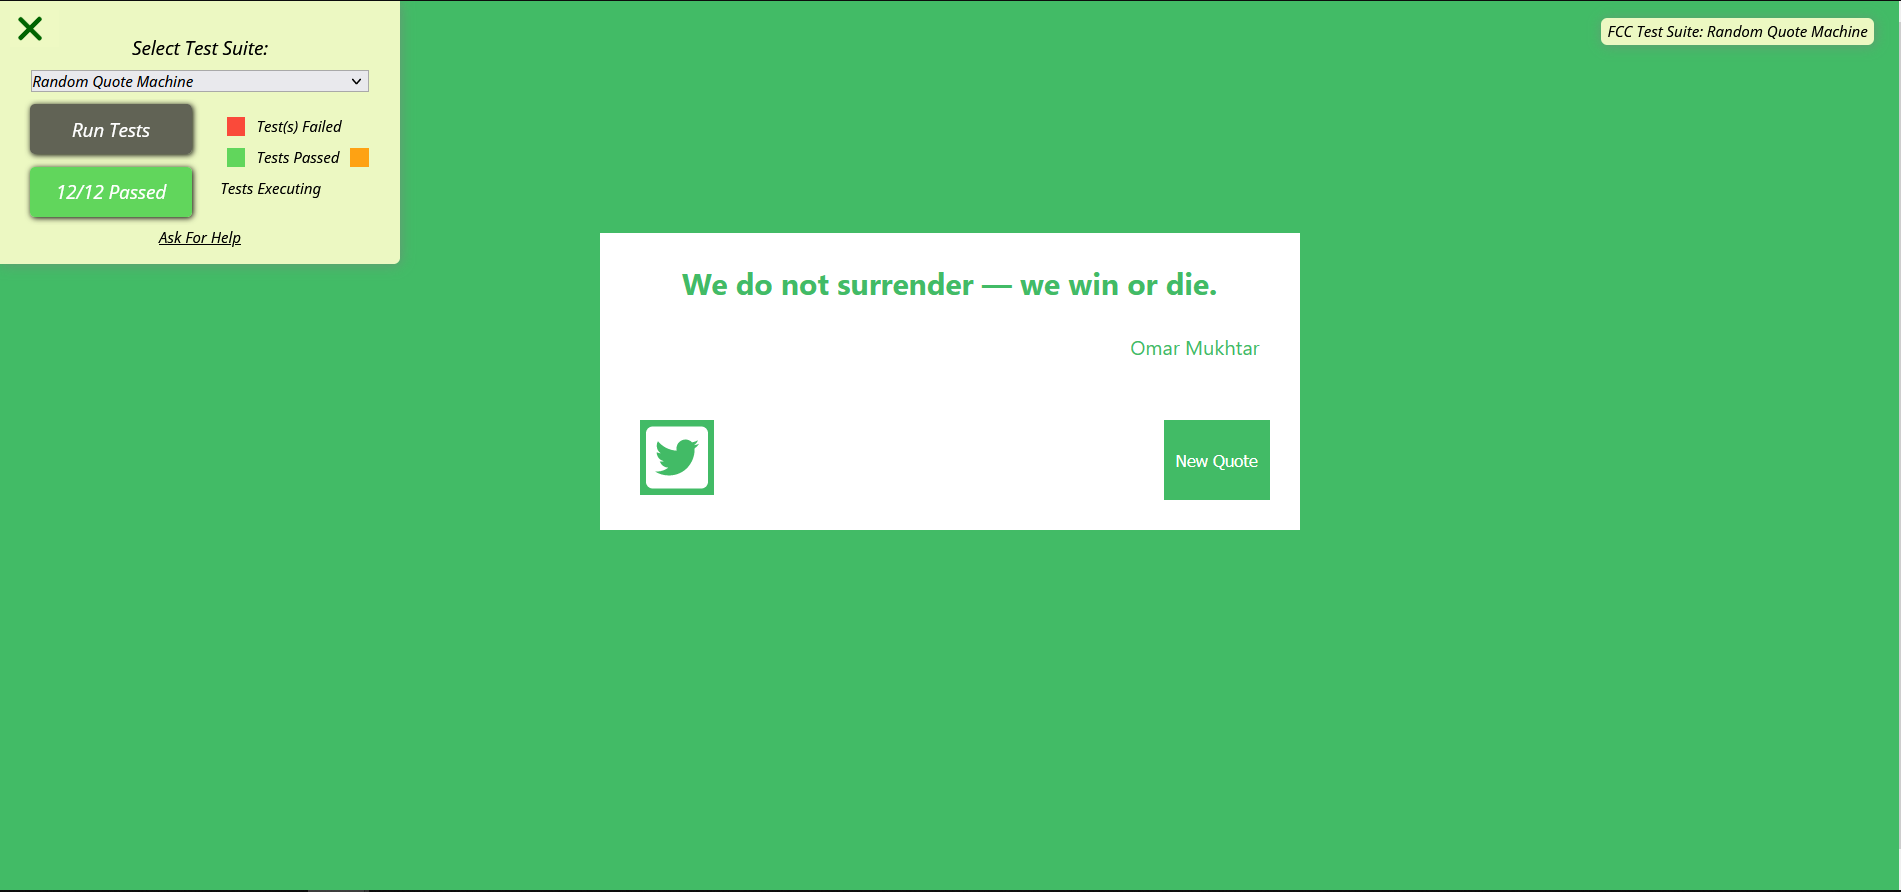 Select Test Suite:
Random Quote Machine
Run Tests
Test(s) Failed
Tests Passed
12/12 Passed
Tests Executing
Ask For Help
FCC Test Suite: Random Quote Machine
We do not surrender — we win or die.
Omar Mukhtar
New Quote